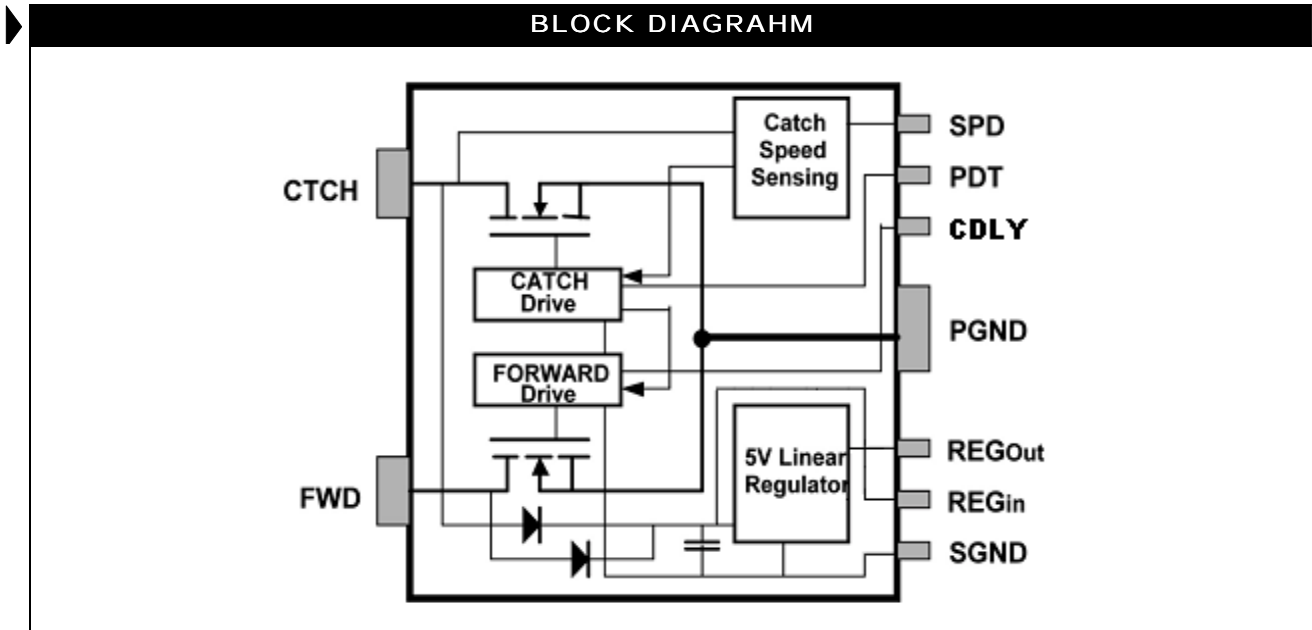 BLOCK DIAGRAHM
Catch
Speed
Sensing
SPD
PDT
CDLY
CTCH
CATCH
Drive
PGND
FORWARD
Drive
5V Linear
Regulator
REGOut
REGin
FWD
SGND